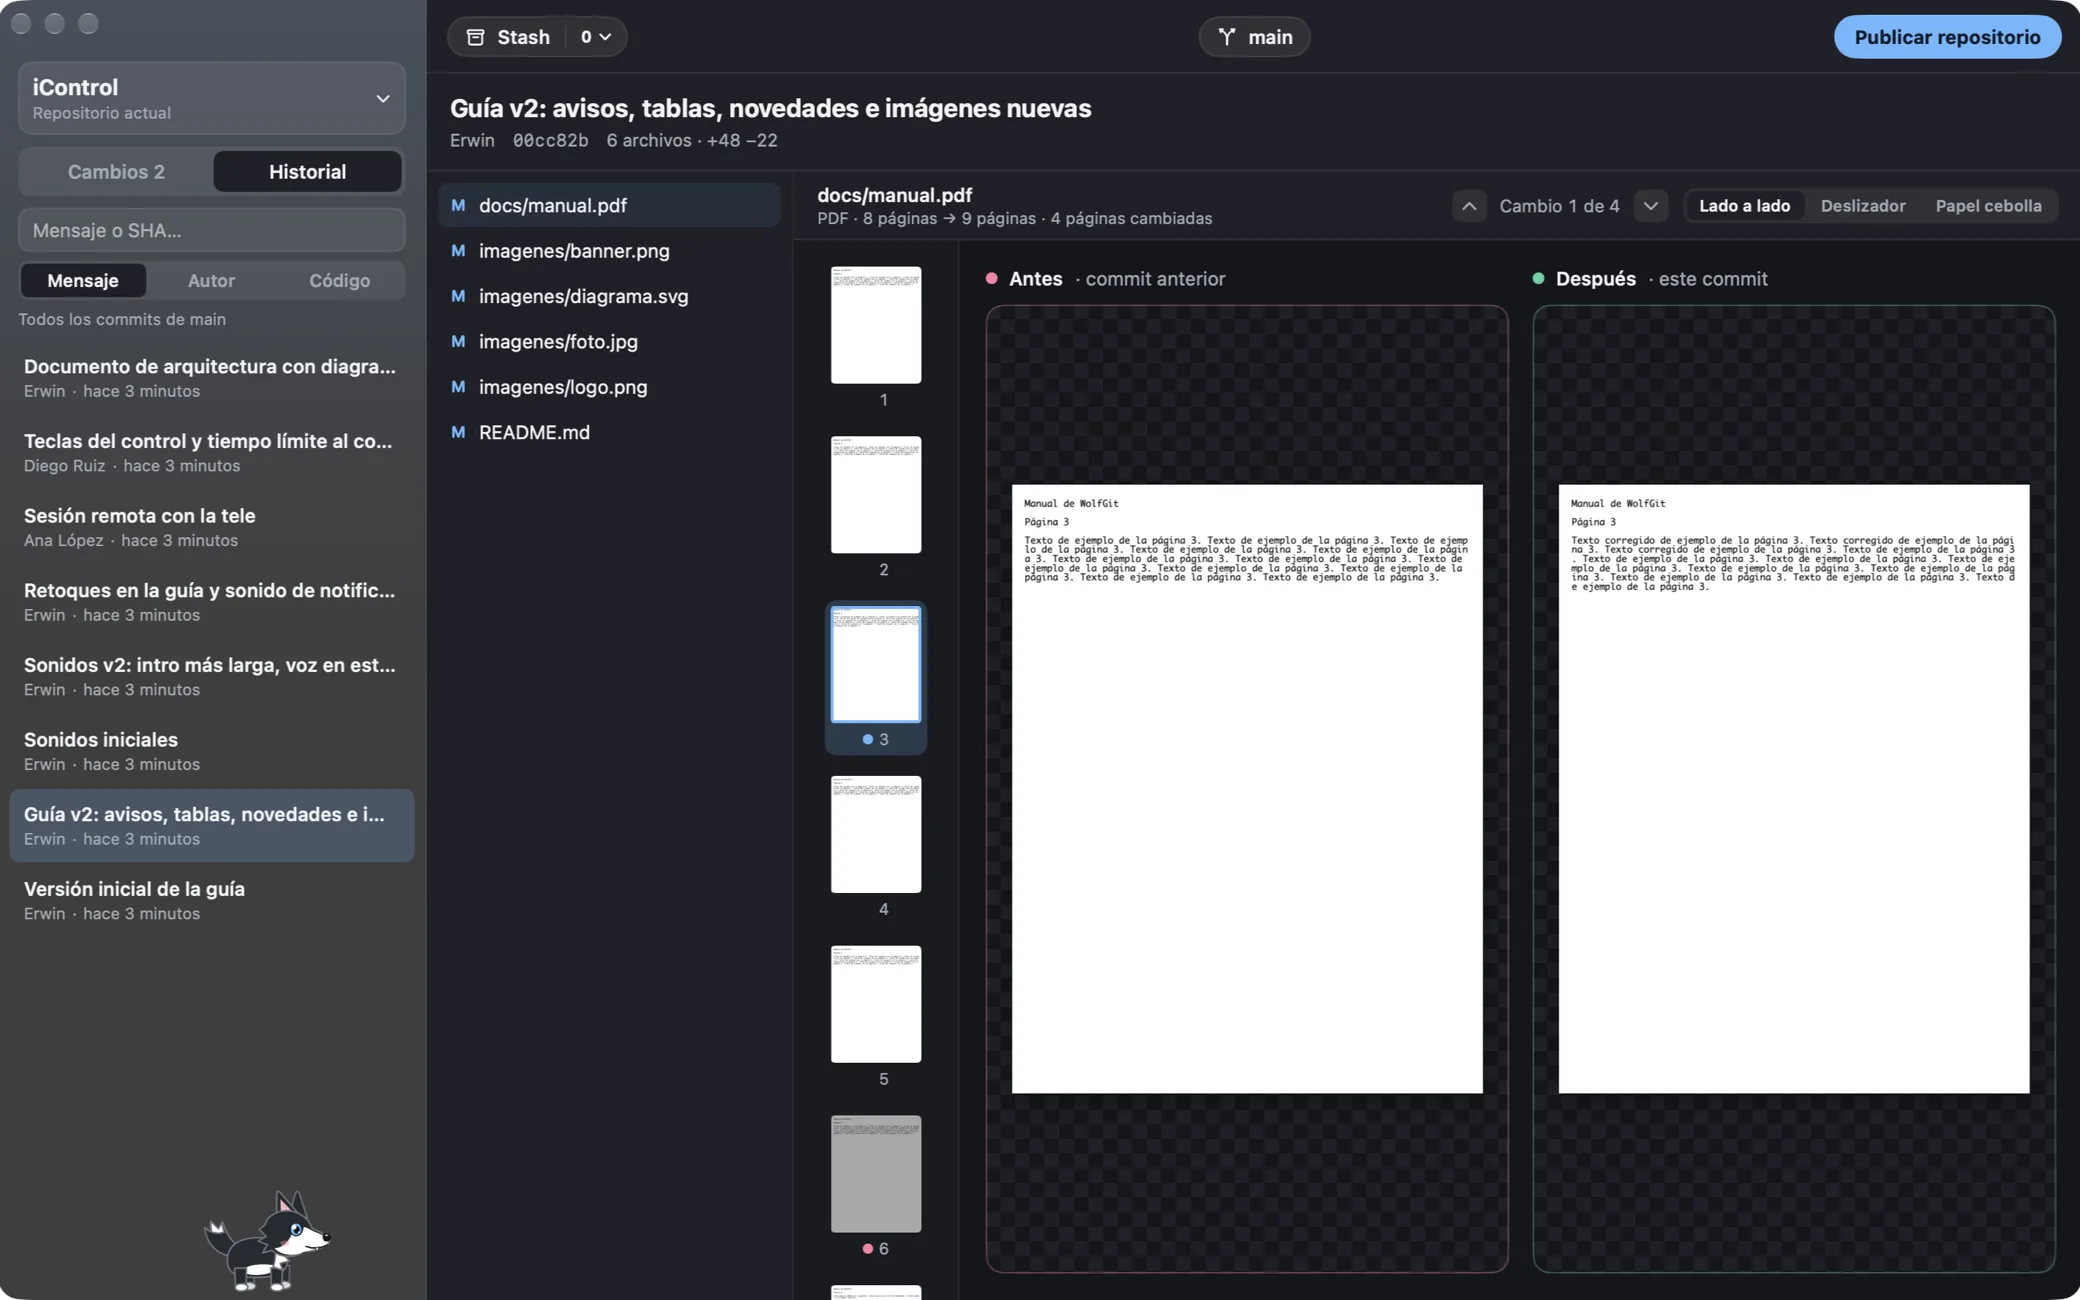 iControl
Repositorio actual
Cambios 2
Historial
Mensaje o SHA...
Mensaje
Autor
Código
Todos los commits de main
Documento de arquitectura con diagra...
Erwin · hace 3 minutos
Teclas del control y tiempo límite al co...
Diego Ruiz · hace 3 minutos
Sesión remota con la tele
Ana López · hace 3 minutos
Retoques en la guía y sonido de notific...
Erwin · hace 3 minutos
Sonidos v2: intro más larga, voz en est...
Erwin · hace 3 minutos
Sonidos iniciales
Erwin · hace 3 minutos
Guía v2: avisos, tablas, novedades e i...
Erwin · hace 3 minutos
Versión inicial de la guía
Erwin · hace 3 minutos
Stash 0
main
Publicar repositorio
Guía v2: avisos, tablas, novedades e imágenes nuevas
Erwin 00cc82b 6 archivos · +48 −22
M docs/manual.pdf
M imagenes/banner.png
M imagenes/diagrama.svg
M imagenes/foto.jpg
M imagenes/logo.png
M README.md
docs/manual.pdf
PDF · 8 páginas → 9 páginas · 4 páginas cambiadas
Cambio 1 de 4
Lado a lado
Deslizador
Papel cebolla
1
2
3
4
5
6
Antes · commit anterior
Manual de WolfGit
Página 3
Texto de ejemplo de la página 3. Texto de ejemplo de la página 3. Texto de ejemp
lo de la página 3. Texto de ejemplo de la página 3. Texto de ejemplo de la págin
a 3. Texto de ejemplo de la página 3. Texto de ejemplo de la página 3. Texto de
ejemplo de la página 3. Texto de ejemplo de la página 3. Texto de ejemplo de la
página 3. Texto de ejemplo de la página 3. Texto de ejemplo de la página 3.
Después · este commit
Manual de WolfGit
Página 3
Texto corregido de ejemplo de la página 3. Texto corregido de ejemplo de la pági
na 3. Texto corregido de ejemplo de la página 3. Texto de ejemplo de la página 3
. Texto de ejemplo de la página 3. Texto de ejemplo de la página 3. Texto de eje
mplo de la página 3. Texto de ejemplo de la página 3. Texto de ejemplo de la pág
ina 3. Texto de ejemplo de la página 3. Texto de ejemplo de la página 3. Texto d
e ejemplo de la página 3.